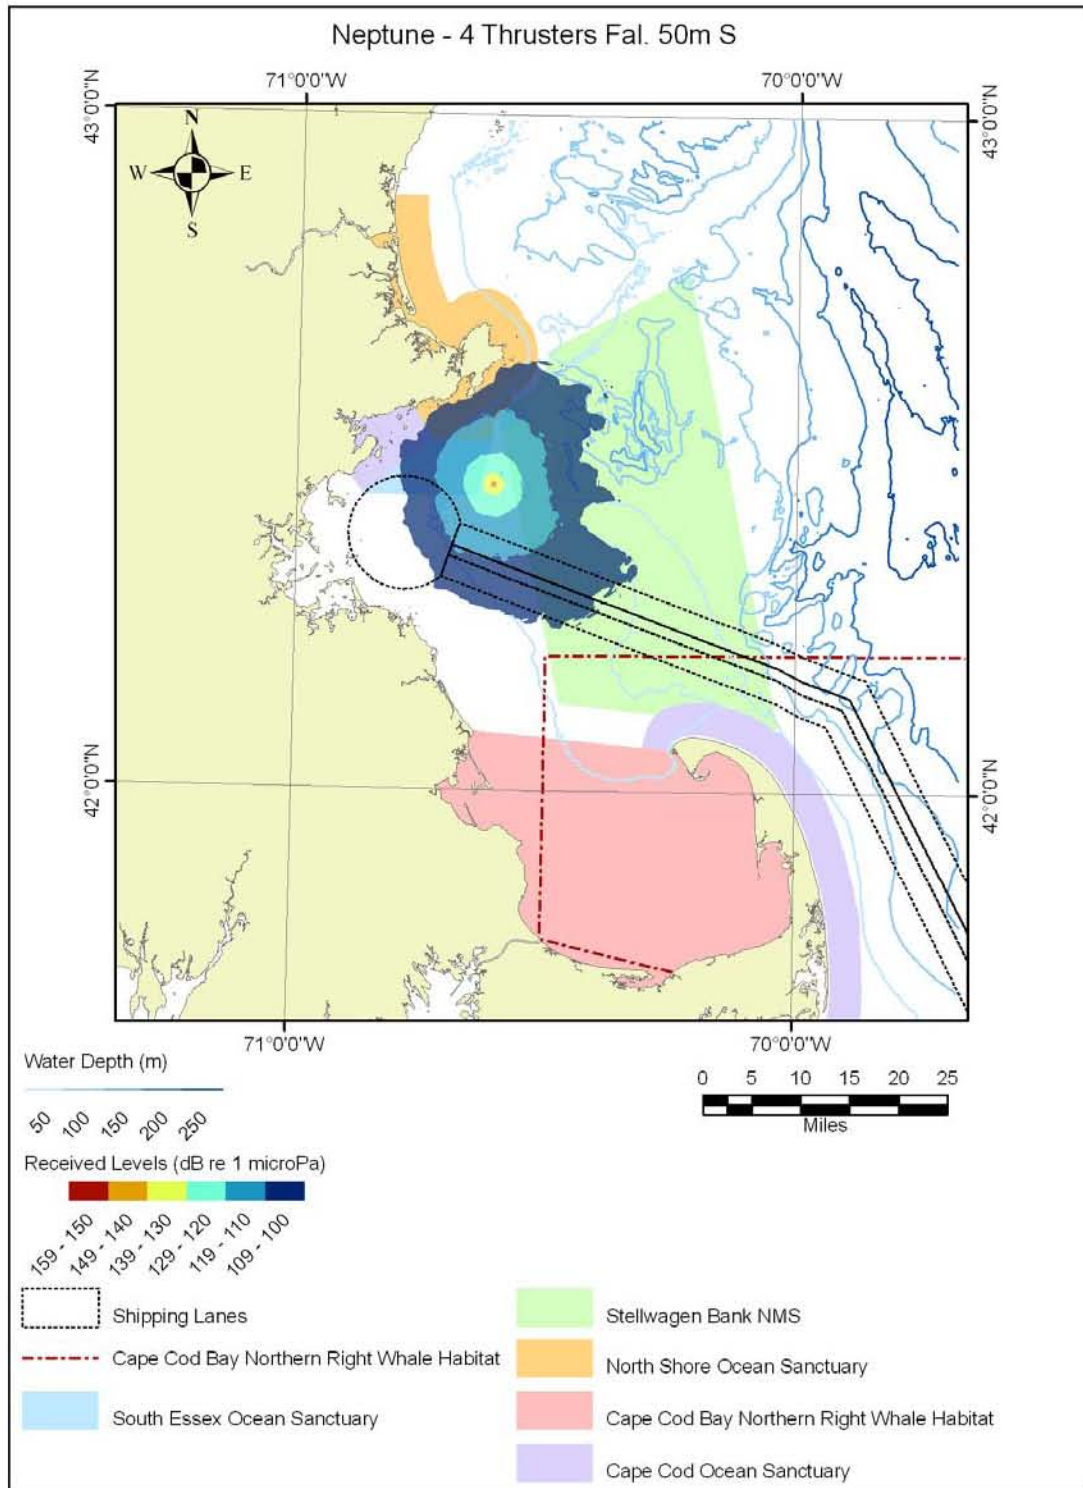 Neptune - 4 Thrusters Fal. 50m S
71°0'0"W 70°0'0"W
43°0'0"N 43°0'0"N
N
W E
S
42°0'0"N 42°0'0"N
71°0'0"W 70°0'0"W
Water Depth (m)
50 100 150 200 250
0 5 10 15 20 25
Miles
Received Levels (dB re 1 microPa)
159 - 150
149 - 140
139 - 130
129 - 120
119 - 110
109 - 100
Shipping Lanes
Cape Cod Bay Northern Right Whale Habitat
South Essex Ocean Sanctuary
Stellwagen Bank NMS
North Shore Ocean Sanctuary
Cape Cod Bay Northern Right Whale Habitat
Cape Cod Ocean Sanctuary